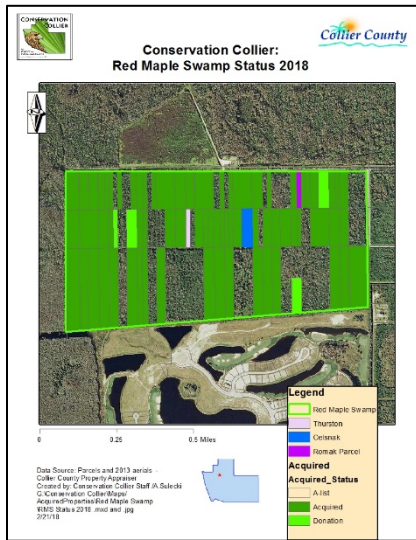 CONSERVATION
COLLIER
Collier County
Conservation Collier:
Red Maple Swamp Status 2018
Legend
Red Maple Swamp
Thurston
Celsnak
Romak Parcel
Acquired
Acquired_Status
A-list
Acquired
Donation
0 0.25 0.5 Miles
Data Source: Parcels and 2013 aerials -
Collier County Property Appraiser
Created by: Conservation Collier Staff /A.Sulecki
G:\Conservation Collier/Maps/
AcquiredProperties\Red Maple Swamp
\RMS Status 2018 .mxd and .jpg
2/21/18